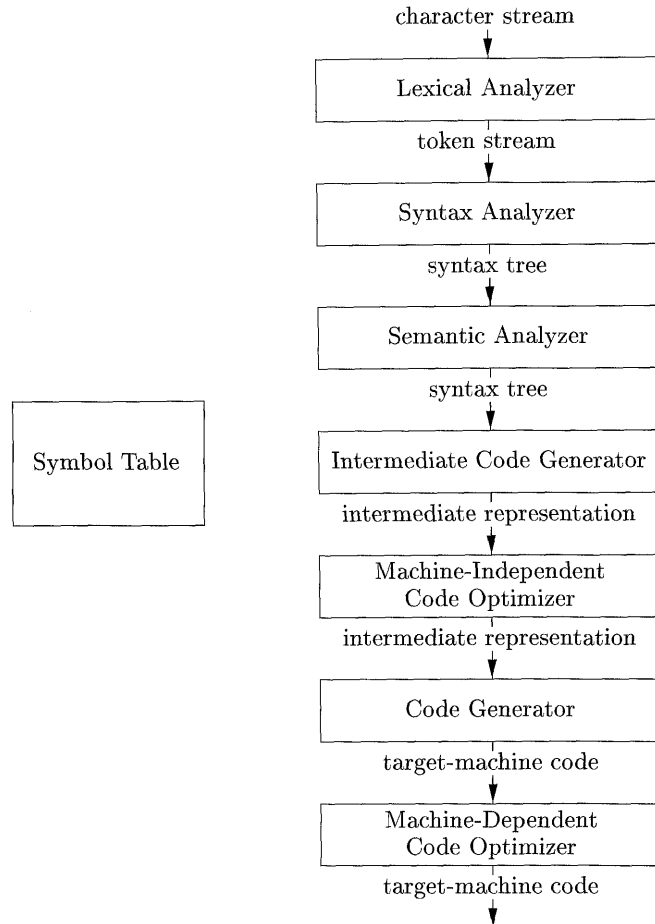 character stream
Lexical Analyzer
token stream
Syntax Analyzer
syntax tree
Semantic Analyzer
syntax tree
Symbol Table
Intermediate Code Generator
intermediate representation
Machine-Independent
Code Optimizer
intermediate representation
Code Generator
target-machine code
Machine-Dependent
Code Optimizer
target-machine code